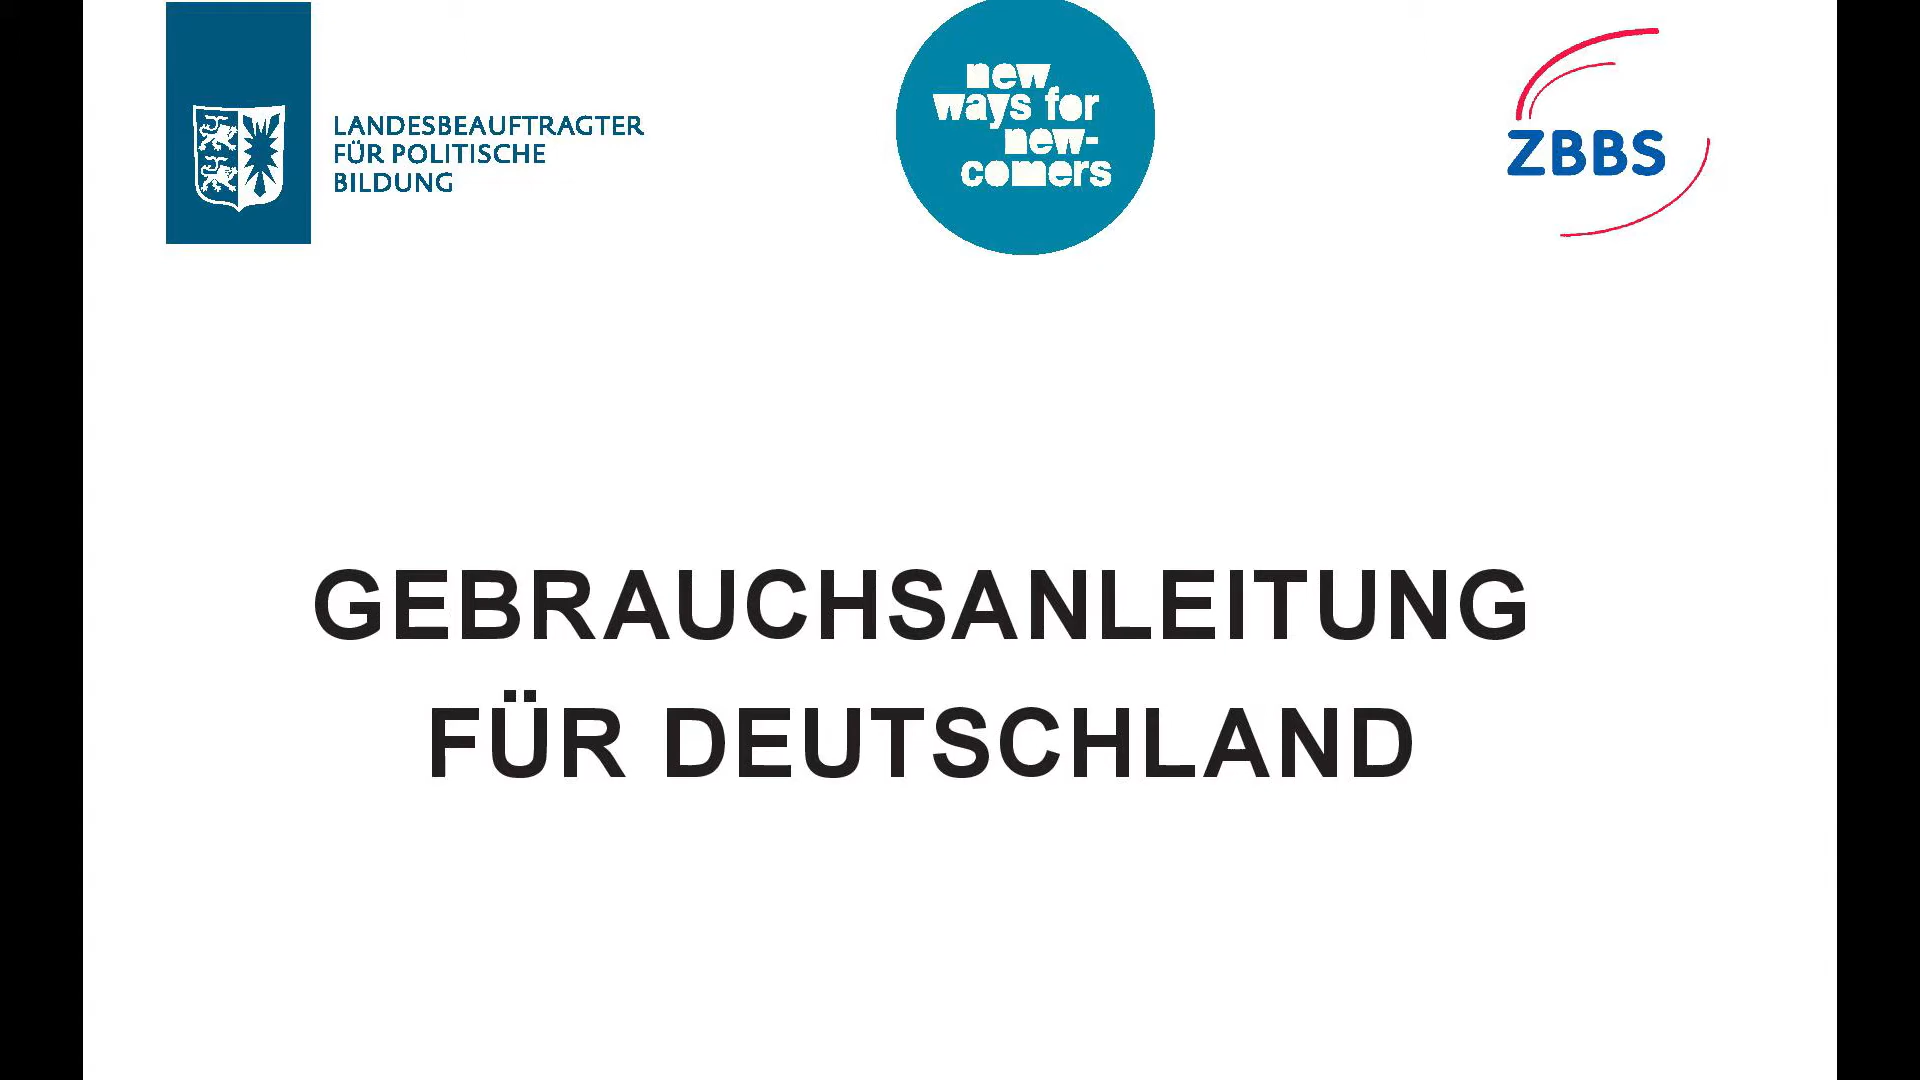 LANDESBEAUFTRAGTER
FÜR POLITISCHE
BILDUNG
new
ways for
new-
comers
ZBBS
GEBRAUCHSANLEITUNG
FÜR DEUTSCHLAND